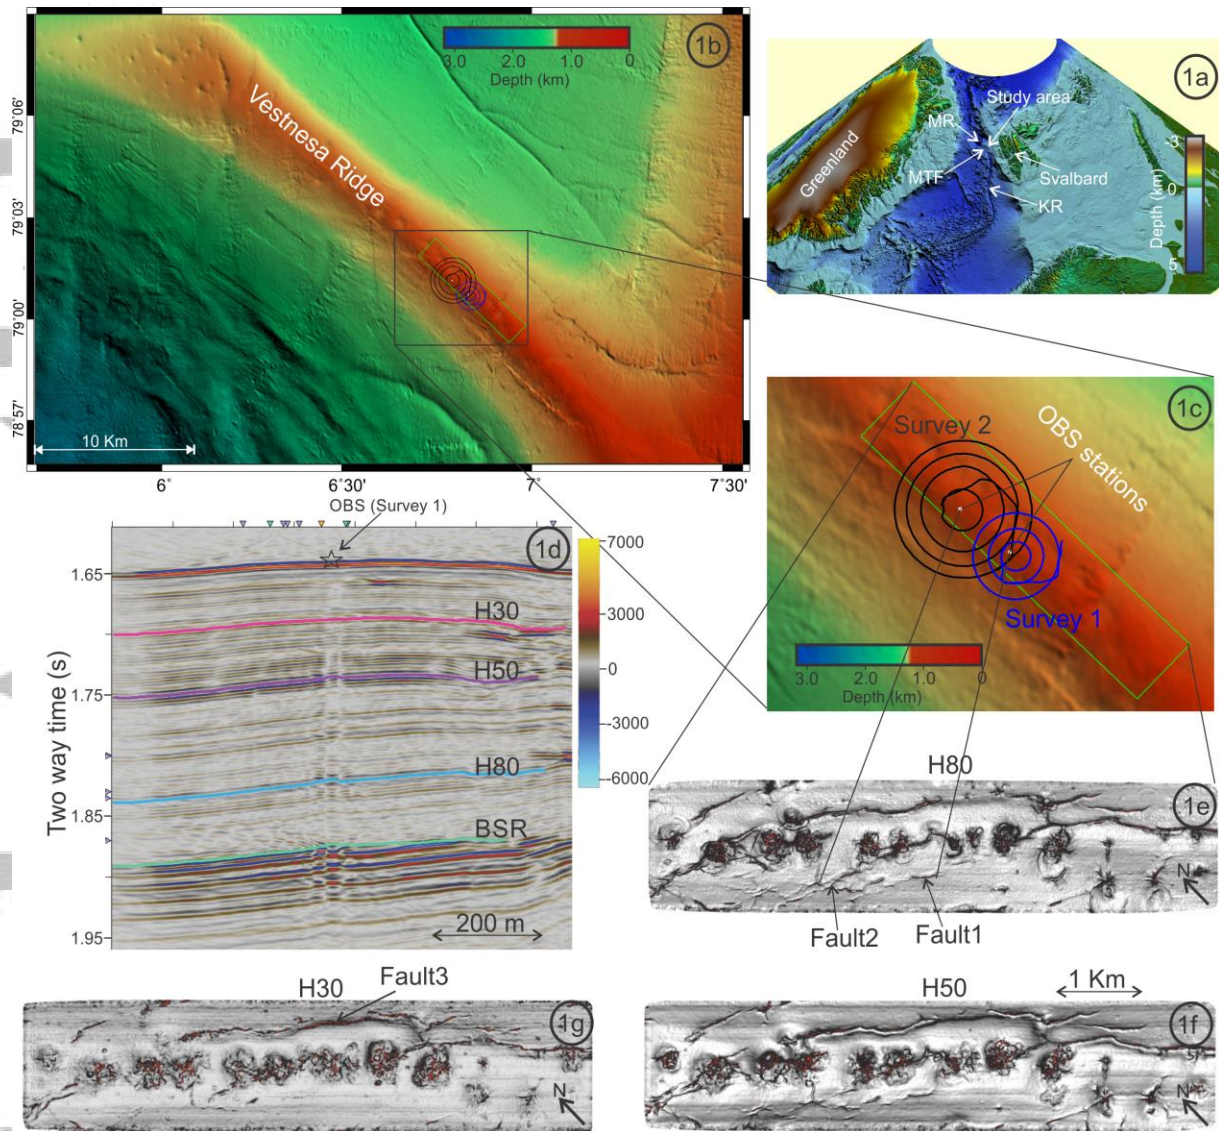 1b
3.0
2.0
1.0
0
Depth (km)
Vestnesa Ridge
79°06'
79°03'
79°00'
78°57'
10 Km
6°
6°30'
7°
7°30'
1a
Study area
MR
MTF
Greenland
Svalbard
KR
-3
0
5
Depth (km)
1c
Survey 2
OBS stations
Survey 1
3.0
2.0
1.0
0
Depth (km)
OBS (Survey 1)
1d
1.65
1.75
1.85
1.95
Two way time (s)
H30
H50
H80
BSR
200 m
7000
3000
0
-3000
-6000
H80
1e
N
Fault2
Fault1
H30
Fault3
1g
N
H50
1 Km
1f
N